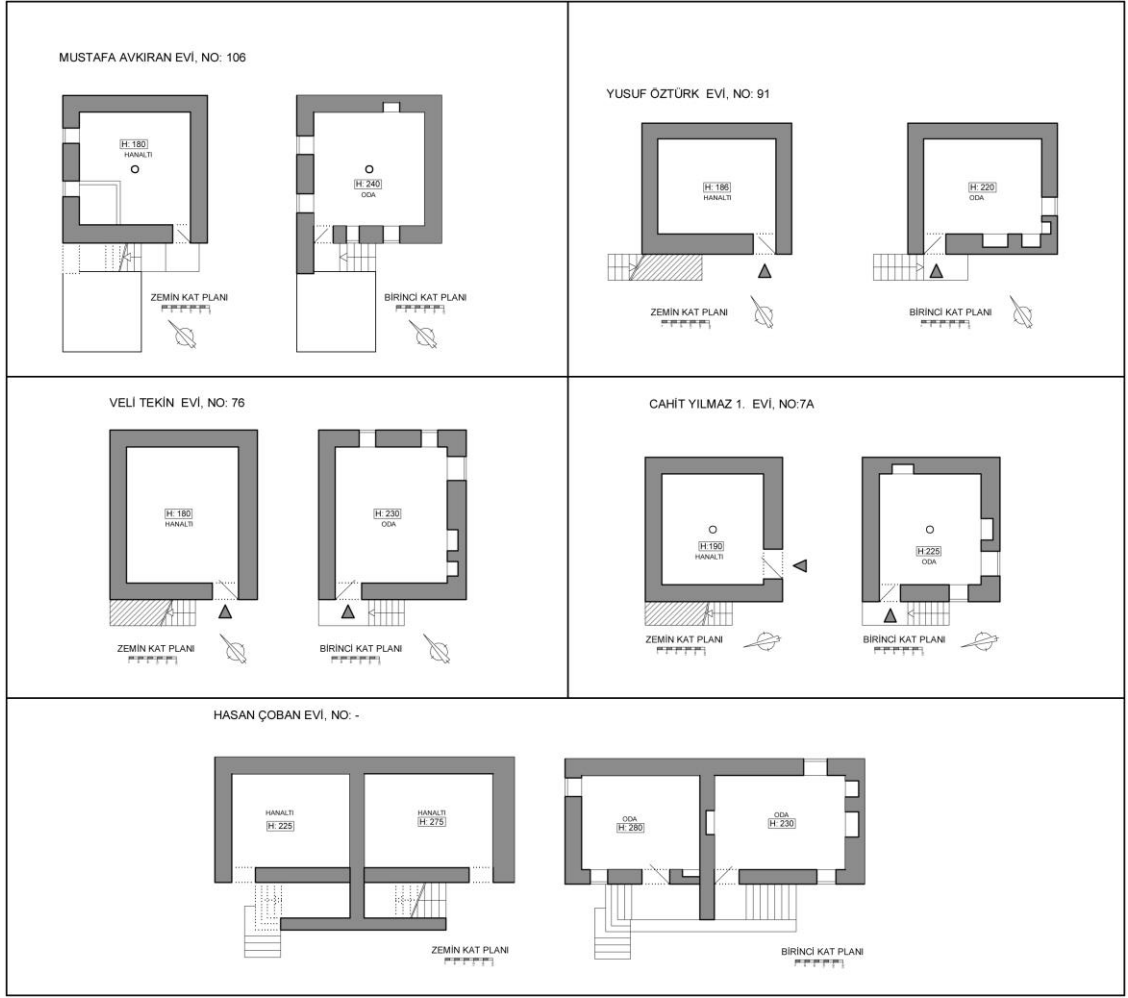 MUSTAFA AVKIRAN EVİ, NO: 106
H: 180
HANALTI
H: 240
ODA
ZEMİN KAT PLANI
BİRİNCİ KAT PLANI
YUSUF ÖZTÜRK EVİ, NO: 91
H: 186
HANALTI
H: 220
ODA
ZEMİN KAT PLANI
BİRİNCİ KAT PLANI
VELİ TEKİN EVİ, NO: 76
H: 180
HANALTI
H: 230
ODA
ZEMİN KAT PLANI
BİRİNCİ KAT PLANI
CAHİT YILMAZ 1. EVİ, NO:7A
H:190
HANALTI
H:225
ODA
ZEMİN KAT PLANI
BİRİNCİ KAT PLANI
HASAN ÇOBAN EVİ, NO: -
HANALTI
H: 225
HANALTI
H: 275
ODA
H: 280
ODA
H: 230
ZEMİN KAT PLANI
BİRİNCİ KAT PLANI